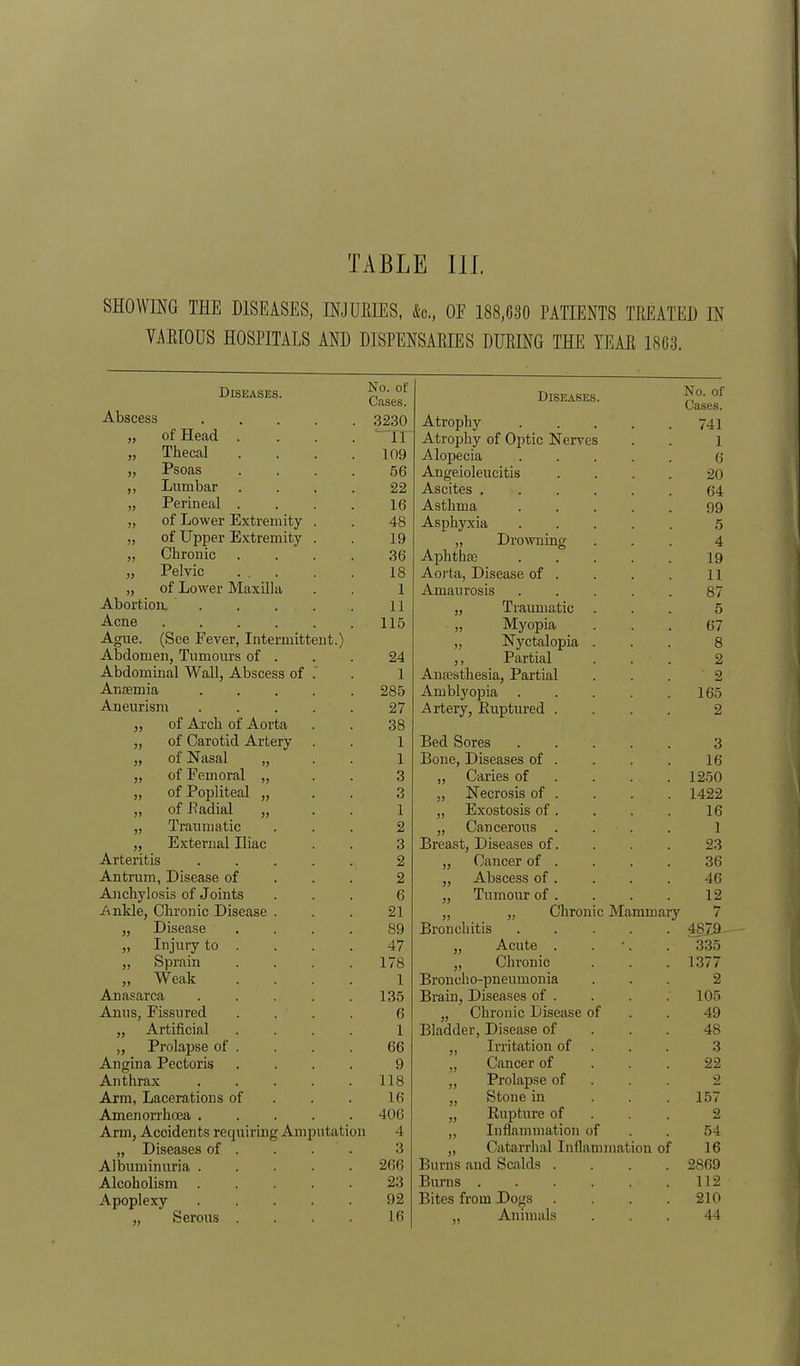 TABLE III.
SHOWING THE DISEASES, INJURIES, &c., OF 188,630 PATIENTS TREATED IN
VARIOUS HOSPITALS AND DISPENSARIES DURING THE YEAR 1863.
Diseases. No. of Cases.
Abscess . . . . . 3230
„ of Head . . . . 11
„ Thecal . . . . 109
„ Psoas . . . . 56
,, Lumbar . . . . 22
„ Perineal . . . . 16
„ of Lower Extremity . . 48
„ of Upper Extremity . . 19
„ Chronic . . . . 36
„ Pelvic . . . . 18
„ of Lower Maxilla . . 1
Abortion. . . . . . 11
Acne . . . . . . 115
Ague. (See Fever, Intermittent.)
Abdomen, Tumours of . . . 24
Abdominal Wall, Abscess of . . 1
Anæmia . . . . . 285
Aneurism . . . . . 27
„ of Arch of Aorta . . 38
„ of Carotid Artery . . 1
„ of Nasal „ . . 1
„ of Femoral „ . . 3
„ of Popliteal „ . . 3
„ of Radial „ . . 1
„ Traumatic . . . 2
„ External Iliac . . 3
Arteritis . . . . . 2
Antrum, Disease of . . . 2
Anchylosis of Joints . . . 6
Ankle, Chronic Disease . . . 21
„ Disease . . . . 89
„ Injury to . . . . 47
„ Sprain . . . . 178
„ Weak . . . . 1
Anasarca . . . . . 135
Anus, Fissured . . . . 6
„ Artificial . . . . 1
„ Prolapse of . . . . 66
Angina Pectoris . . . . 9
Anthrax . . . . . 118
Arm, Lacerations of . . . 16
Amenorrhœa . . . . . 406
Arm, Accidents requiring Amputation 4
„ Diseases of . . . . 3
Albuminuria . . . . . 266
Alcoholism . . . . . 23
Apoplexy . . . . . 92
„ Serous . . . . 16
Diseases. No. of Cases.
Atrophy . . . . . 741
Atrophy of Optic Nerves . . 1
Alopecia . . . . . 6
Angeioleucitis . . . . 20
Ascites . . . . . . 64
Asthma . . . . . 99
Asphyxia . . . . . 5
„ Drowning . . . 4
Aphthæ . . . . . 19
Aorta, Disease of . . . . 11
Amaurosis . . . . . 87
„ Traumatic . . . 5
„ Myopia . . . 67
„ Nyctalopia . . . 8
,, Partial . . . 2
Anæsthesia, Partial . . . 2
Amblyopia . . . . . 165
Artery, Ruptured . . . . 2
Bed Sores . . . . . 3
Bone, Diseases of . . . . 16
„ Caries of . . . . 1250
„ Necrosis of . . . . 1422
„ Exostosis of . . . . 16
„ Cancerous . . . . 1
Breast, Diseases of. . . . 23
„ Cancer of . . . . 36
„ Abscess of . . . . 46
„ Tumour of . . . . 12
„ „ Chronic Mammary 7
Bronchitis . . . . . 4879
„ Acute . . . . 335
„ Chronic . . . 1377
Broncho-pneumonia . . . 2
Brain, Diseases of . . . . 105
„ Chronic Disease of . . 49
Bladder, Disease of . . . 48
„ Irritation of . . 3
„ Cancer of . . . 22
„ Prolapse of . . . 2
„ Stone in . . . 157
„ Rupture of . . . 2
„ Inflammation of . . 54
„ Catarrhal Inflammation of 16
Burns and Scalds . . . . 2869
Burns . . . . . . 112
Bites from Dogs . . . . 210
„ Animals . . . 44